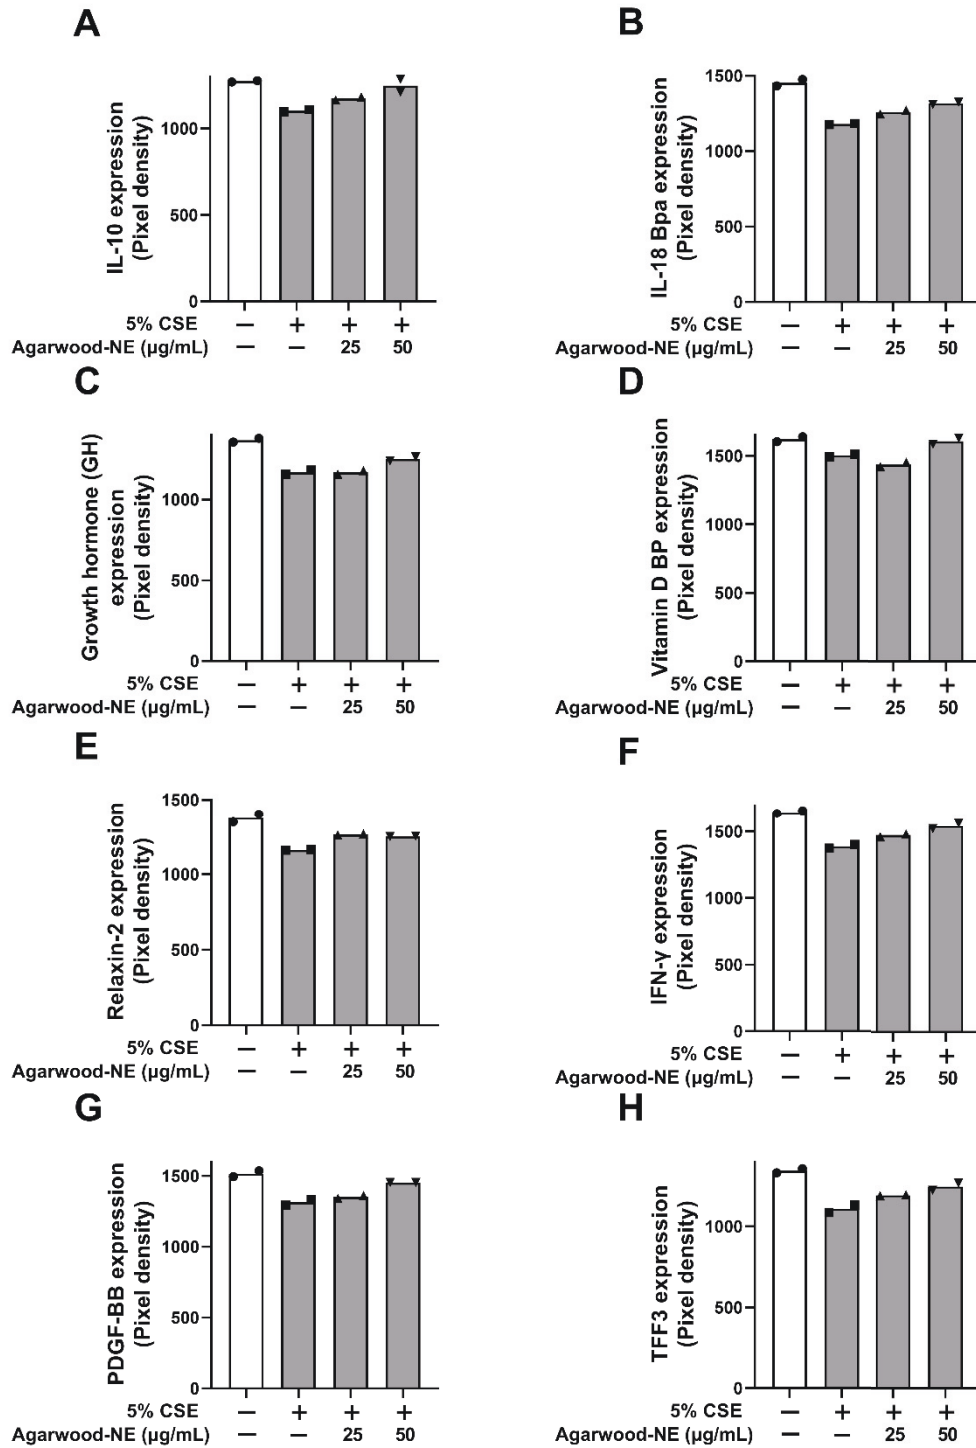 A
IL-10 expression
(Pixel density)
1000
500
0
5% CSE — + + +
Agarwood-NE (µg/mL) — — 25 50
B
IL-18 Bpa expression
(Pixel density)
1500
1000
500
0
5% CSE — + + +
Agarwood-NE (µg/mL) — — 25 50
C
Growth hormone (GH)
expression
(Pixel density)
1000
500
0
5% CSE — + + +
Agarwood-NE (µg/mL) — — 25 50
D
Vitamin D BP expression
(Pixel density)
1500
1000
500
0
5% CSE — + + +
Agarwood-NE (µg/mL) — — 25 50
E
Relaxin-2 expression
(Pixel density)
1500
1000
500
0
5% CSE — + + +
Agarwood-NE (µg/mL) — — 25 50
F
IFN-γ expression
(Pixel density)
1500
1000
500
0
5% CSE — + + +
Agarwood-NE (µg/mL) — — 25 50
G
PDGF-BB expression
(Pixel density)
1500
1000
500
0
5% CSE — + + +
Agarwood-NE (µg/mL) — — 25 50
H
TFF3 expression
(Pixel density)
1000
500
0
5% CSE — + + +
Agarwood-NE (µg/mL) — — 25 50